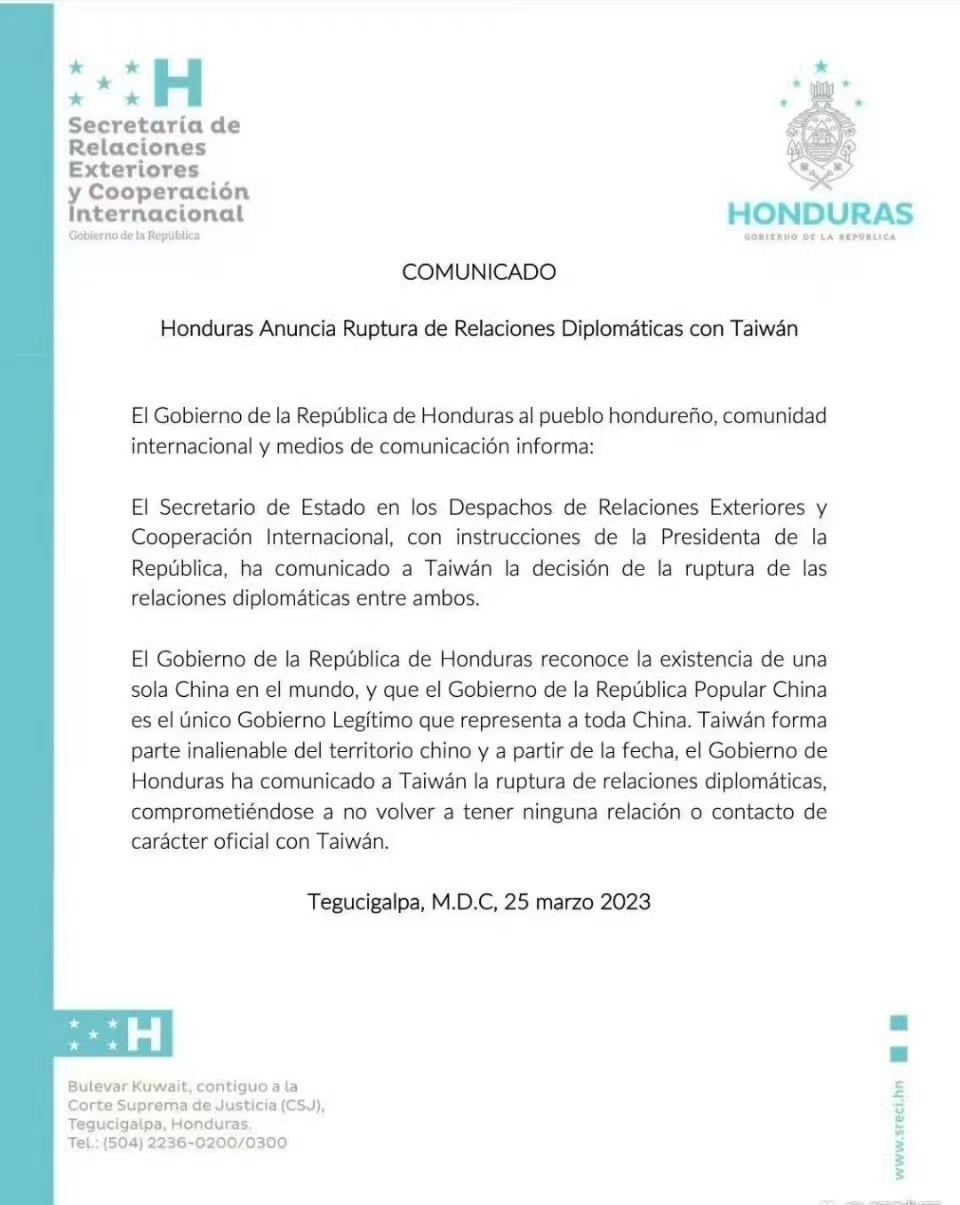 H
Secretaría de
Relaciones
Exteriores
y Cooperación
Internacional
Gobierno de la República
HONDURAS
GOBIERNO DE LA REPÚBLICA
COMUNICADO
Honduras Anuncia Ruptura de Relaciones Diplomáticas con Taiwán
El Gobierno de la República de Honduras al pueblo hondureño, comunidad
internacional y medios de comunicación informa:
El Secretario de Estado en los Despachos de Relaciones Exteriores y
Cooperación Internacional, con instrucciones de la Presidenta de la
República, ha comunicado a Taiwán la decisión de la ruptura de las
relaciones diplomáticas entre ambos.
El Gobierno de la República de Honduras reconoce la existencia de una
sola China en el mundo, y que el Gobierno de la República Popular China
es el único Gobierno Legítimo que representa a toda China. Taiwán forma
parte inalienable del territorio chino y a partir de la fecha, el Gobierno de
Honduras ha comunicado a Taiwán la ruptura de relaciones diplomáticas,
comprometiéndose a no volver a tener ninguna relación o contacto de
carácter oficial con Taiwán.
Tegucigalpa, M.D.C, 25 marzo 2023
H
Bulevar Kuwait, contiguo a la
Corte Suprema de Justicia (CSJ),
Tegucigalpa, Honduras.
Tel.: (504) 2236-0200/0300
www.sreci.hn